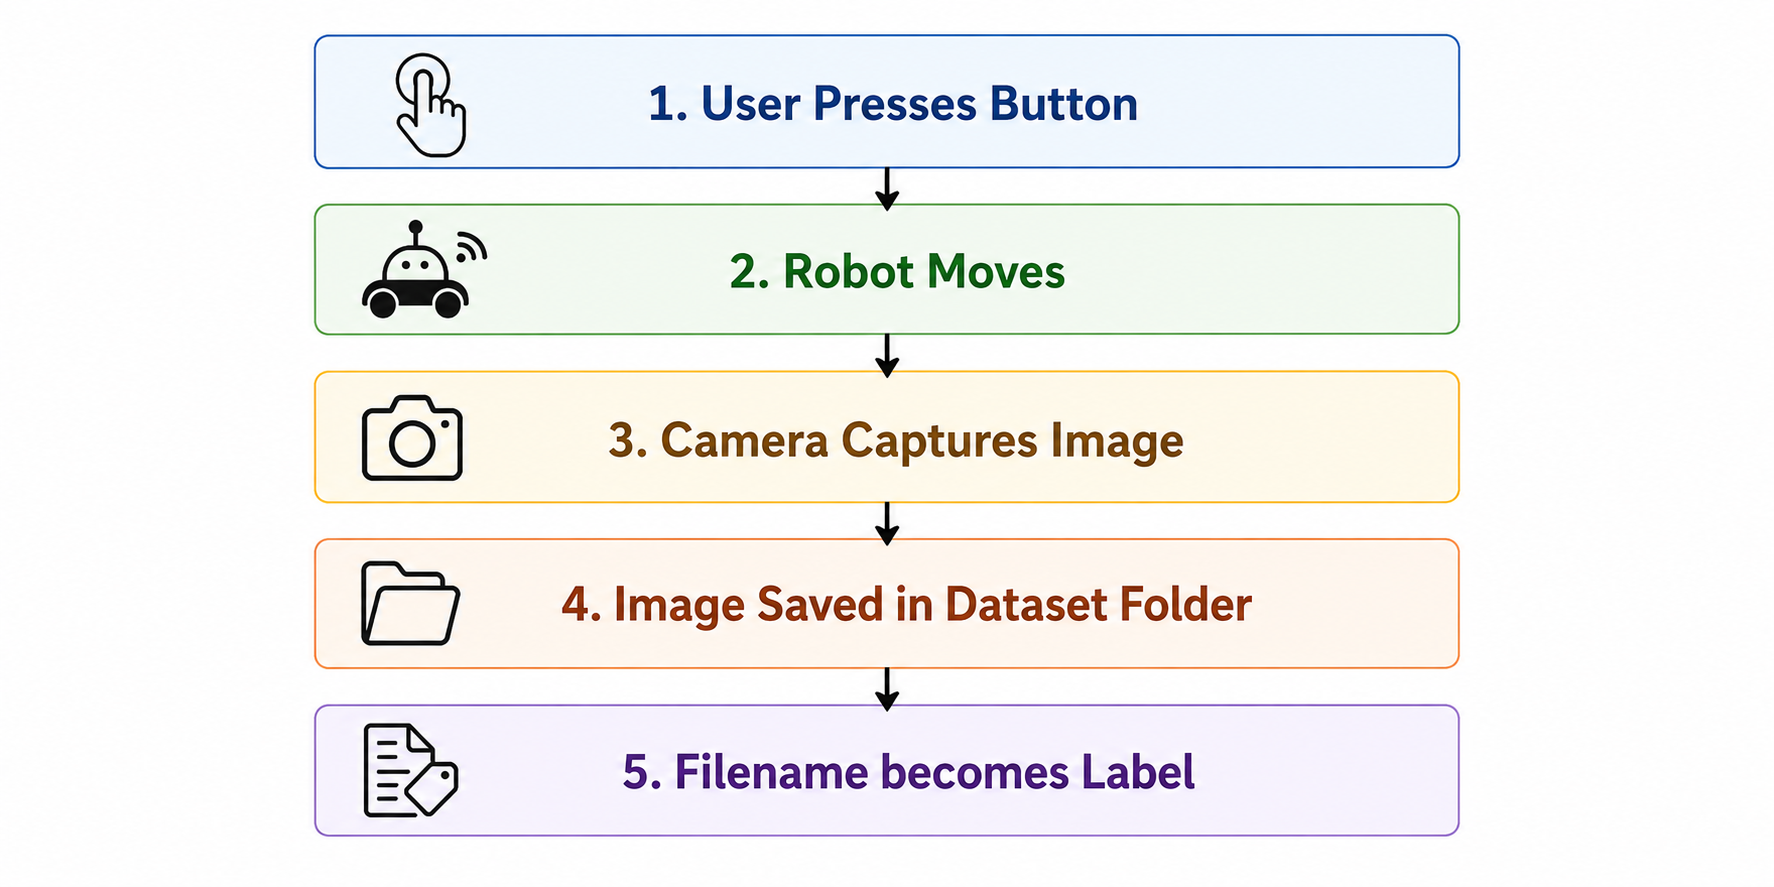 1. User Presses Button
2. Robot Moves
3. Camera Captures Image
4. Image Saved in Dataset Folder
5. Filename becomes Label